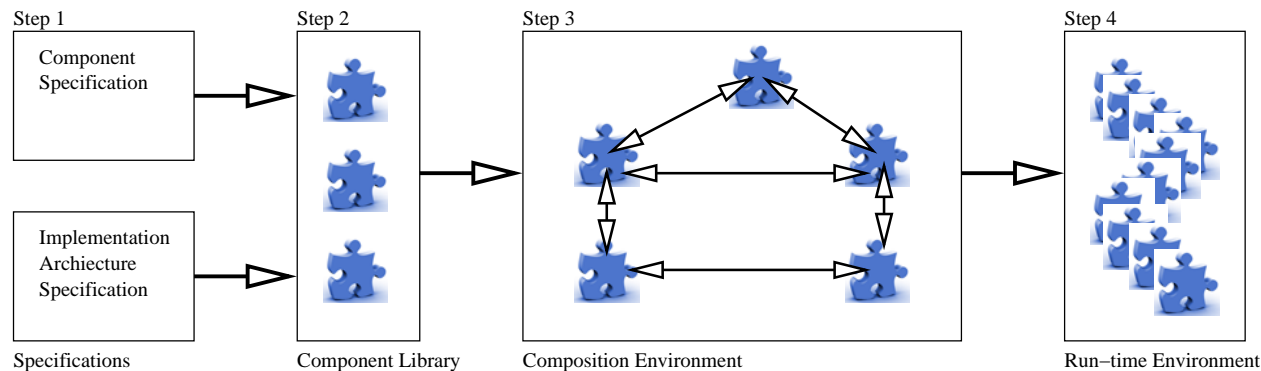 Step 1
Step 2
Step 3
Step 4
Component
Specification
Implementation
Archiecture
Specification
Specifications
Component Library
Composition Environment
Run−time Environment